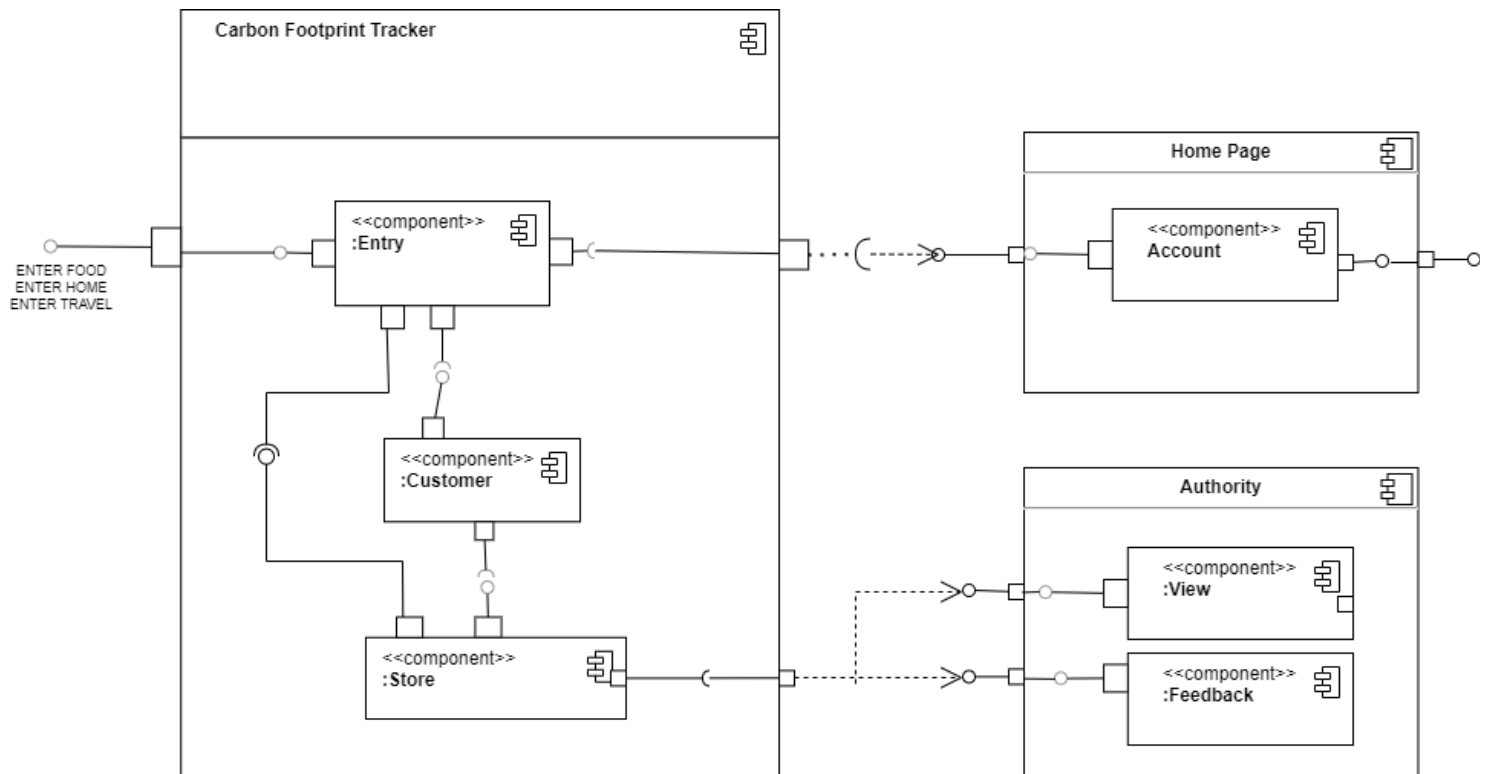 Carbon Footprint Tracker
Home Page
<<component>>
:Entry
<<component>>
Account
ENTER FOOD
ENTER HOME
ENTER TRAVEL
<<component>>
:Customer
Authority
<<component>>
:View
<<component>>
:Store
<<component>>
:Feedback